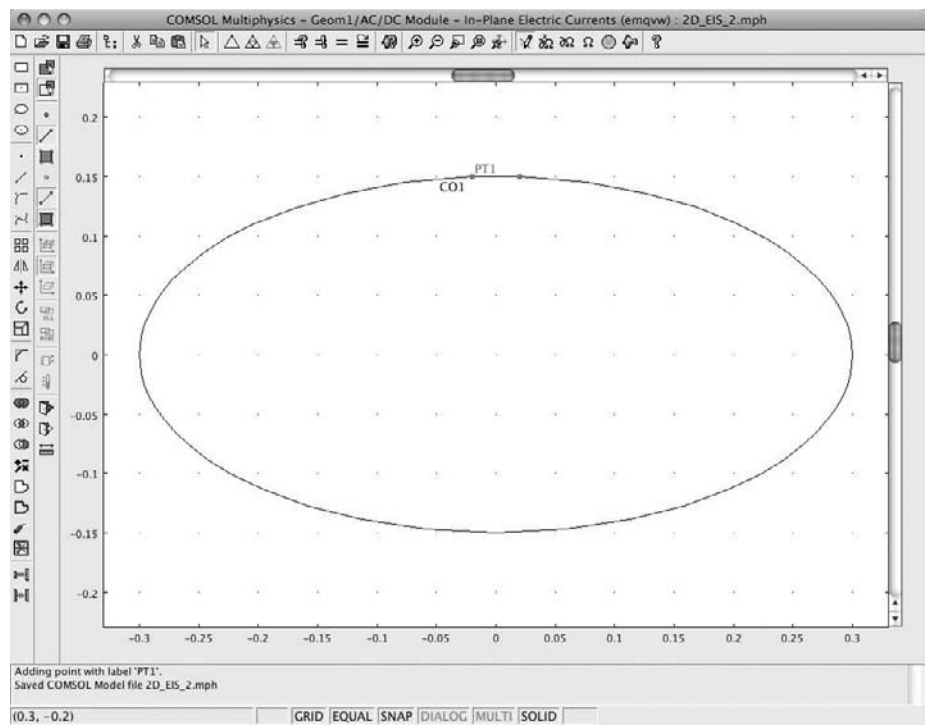 COMSOL Multiphysics – Geom1/AC/DC Module – In-Plane Electric Currents (emqvw) : 2D_EIS_2.mph
0.2
0.15
0.1
0.05
0
-0.05
-0.1
-0.15
-0.2
PT1
CO1
-0.3 -0.25 -0.2 -0.15 -0.1 -0.05 0 0.05 0.1 0.15 0.2 0.25 0.3
Adding point with label 'PT1'.
Saved COMSOL Model file 2D_EIS_2.mph
(0.3, -0.2) GRID EQUAL SNAP DIALOG MULTI SOLID